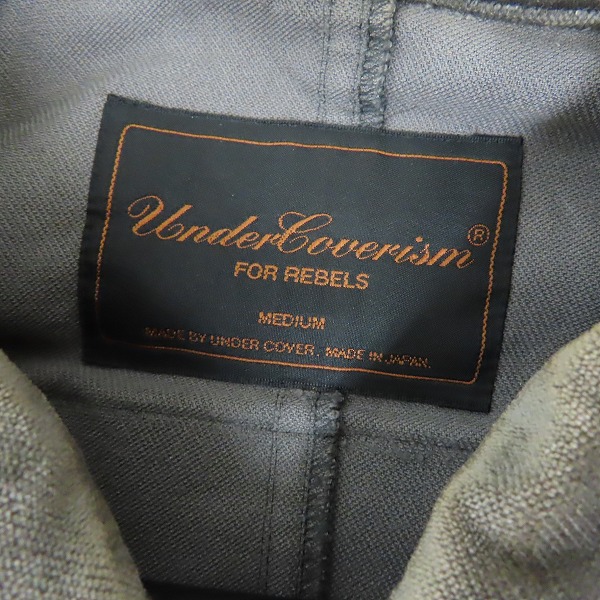 UnderCoverism®
FOR REBELS
MEDIUM
MADE BY UNDER COVER. MADE IN JAPAN.